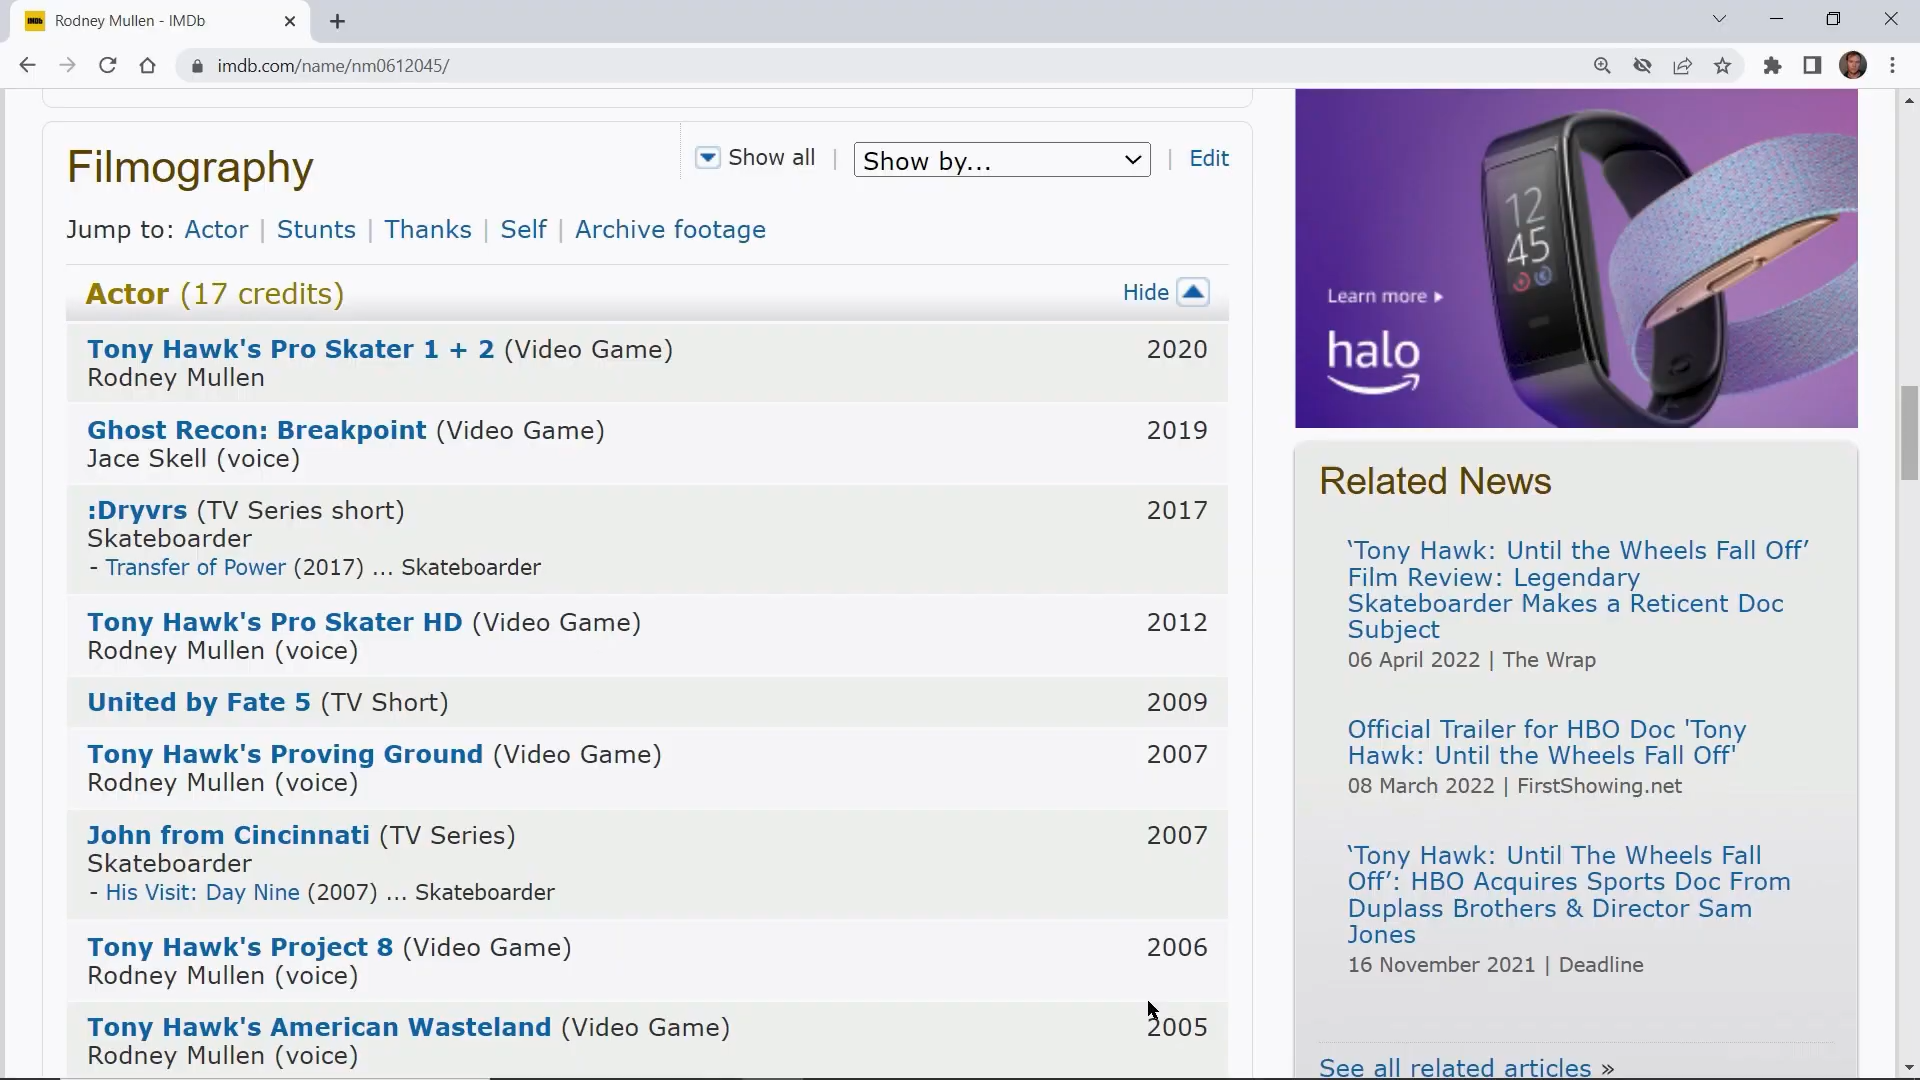 Rodney Mullen - IMDb
imdb.com/name/nm0612045/
Filmography
Show all | Show by... | Edit
Jump to: Actor | Stunts | Thanks | Self | Archive footage
Actor (17 credits)
Hide
Tony Hawk's Pro Skater 1 + 2 (Video Game) 2020
Rodney Mullen
Ghost Recon: Breakpoint (Video Game) 2019
Jace Skell (voice)
:Dryvrs (TV Series short) 2017
Skateboarder
- Transfer of Power (2017) ... Skateboarder
Tony Hawk's Pro Skater HD (Video Game) 2012
Rodney Mullen (voice)
United by Fate 5 (TV Short) 2009
Tony Hawk's Proving Ground (Video Game) 2007
Rodney Mullen (voice)
John from Cincinnati (TV Series) 2007
Skateboarder
- His Visit: Day Nine (2007) ... Skateboarder
Tony Hawk's Project 8 (Video Game) 2006
Rodney Mullen (voice)
Tony Hawk's American Wasteland (Video Game) 2005
Rodney Mullen (voice)
12
45
Learn more
halo
Related News
‘Tony Hawk: Until the Wheels Fall Off’
Film Review: Legendary
Skateboarder Makes a Reticent Doc
Subject
06 April 2022 | The Wrap
Official Trailer for HBO Doc 'Tony
Hawk: Until the Wheels Fall Off'
08 March 2022 | FirstShowing.net
‘Tony Hawk: Until The Wheels Fall
Off’: HBO Acquires Sports Doc From
Duplass Brothers & Director Sam
Jones
16 November 2021 | Deadline
See all related articles »